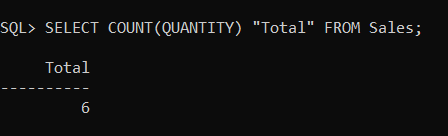 SQL> SELECT COUNT(QUANTITY) "Total" FROM Sales;
Total
----------
6